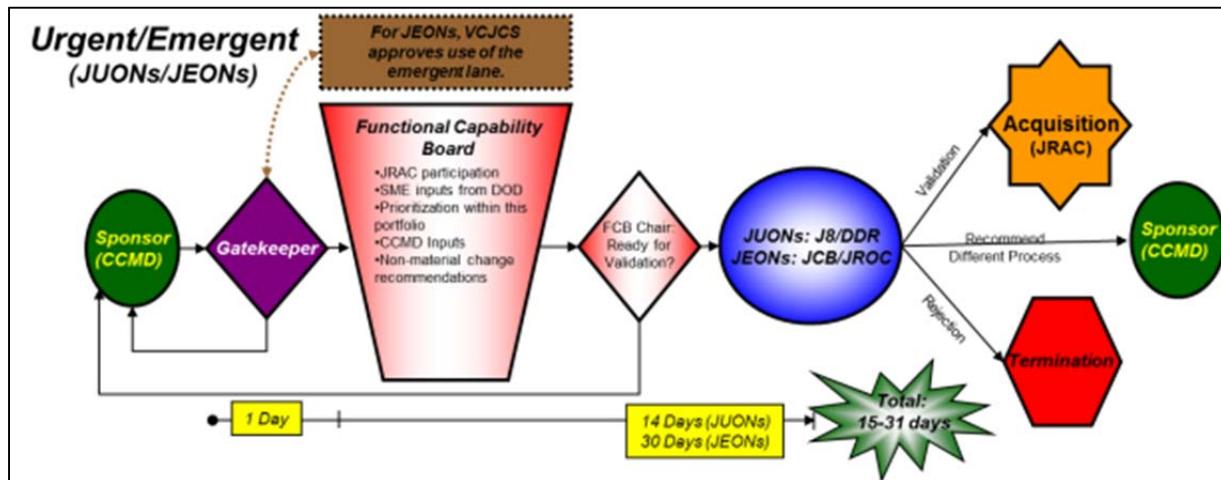 Urgent/Emergent
(JUONs/JEONs)
For JEONs, VCJCS
approves use of the
emergent lane.
Functional Capability
Board
•JRAC participation
•SME inputs from DOD
•Prioritization within this
portfolio
•CCMD Inputs
•Non-material change
recommendations
Sponsor
(CCMD)
Gatekeeper
FCB Chair:
Ready for
Validation?
JUONs: J8/DDR
JEONs: JCB/JROC
Validation
Acquisition
(JRAC)
Recommend
Different Process
Sponsor
(CCMD)
Rejection
Termination
1 Day
14 Days (JUONs)
30 Days (JEONs)
Total:
15-31 days